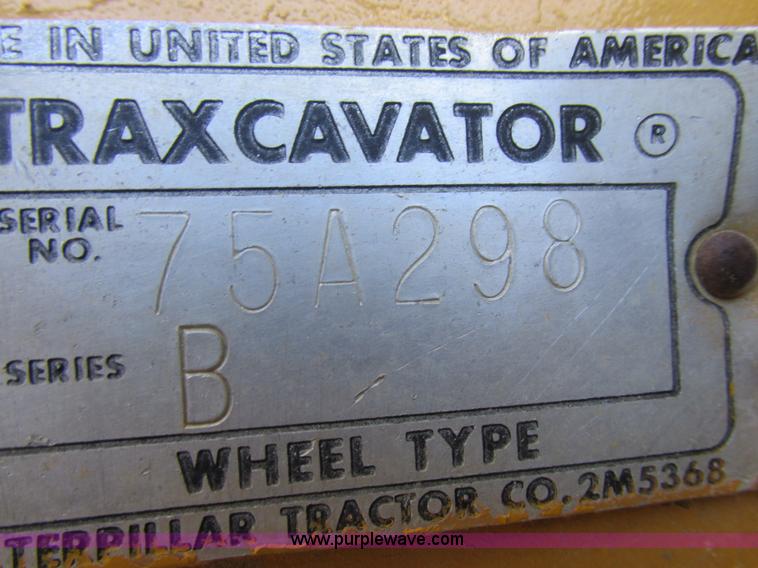 E IN UNITED STATES OF AMERICA
TRAXCAVATOR ®
SERIAL NO. 75A298
SERIES B
WHEEL TYPE
TERPILLAR TRACTOR CO. 2M5368
www.purplewave.com